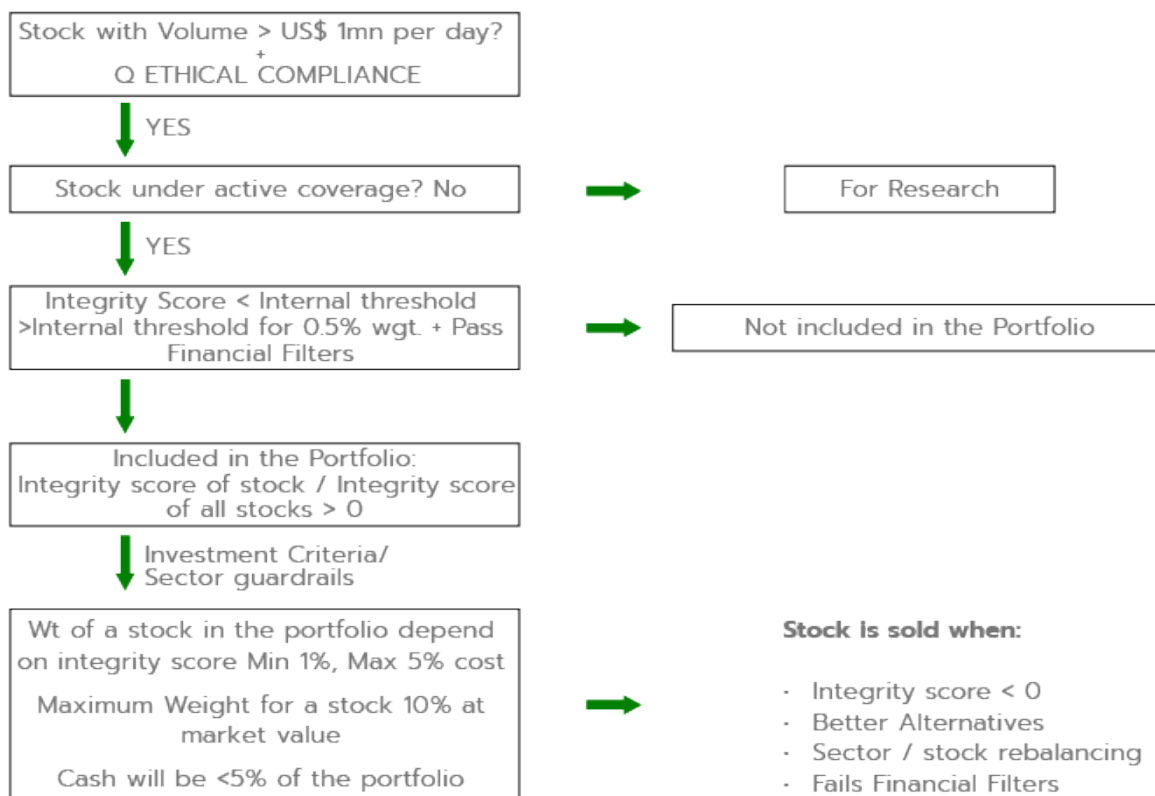 Stock with Volume > US$ 1mn per day?
+
Q ETHICAL COMPLIANCE
YES
Stock under active coverage? No
For Research
YES
Integrity Score < Internal threshold
>Internal threshold for 0.5% wgt. + Pass
Financial Filters
Not included in the Portfolio
Included in the Portfolio:
Integrity score of stock / Integrity score
of all stocks > 0
Investment Criteria/
Sector guardrails
Wt of a stock in the portfolio depend
on integrity score Min 1%, Max 5% cost
Maximum Weight for a stock 10% at
market value
Cash will be <5% of the portfolio
Stock is sold when:
· Integrity score < 0
· Better Alternatives
· Sector / stock rebalancing
· Fails Financial Filters